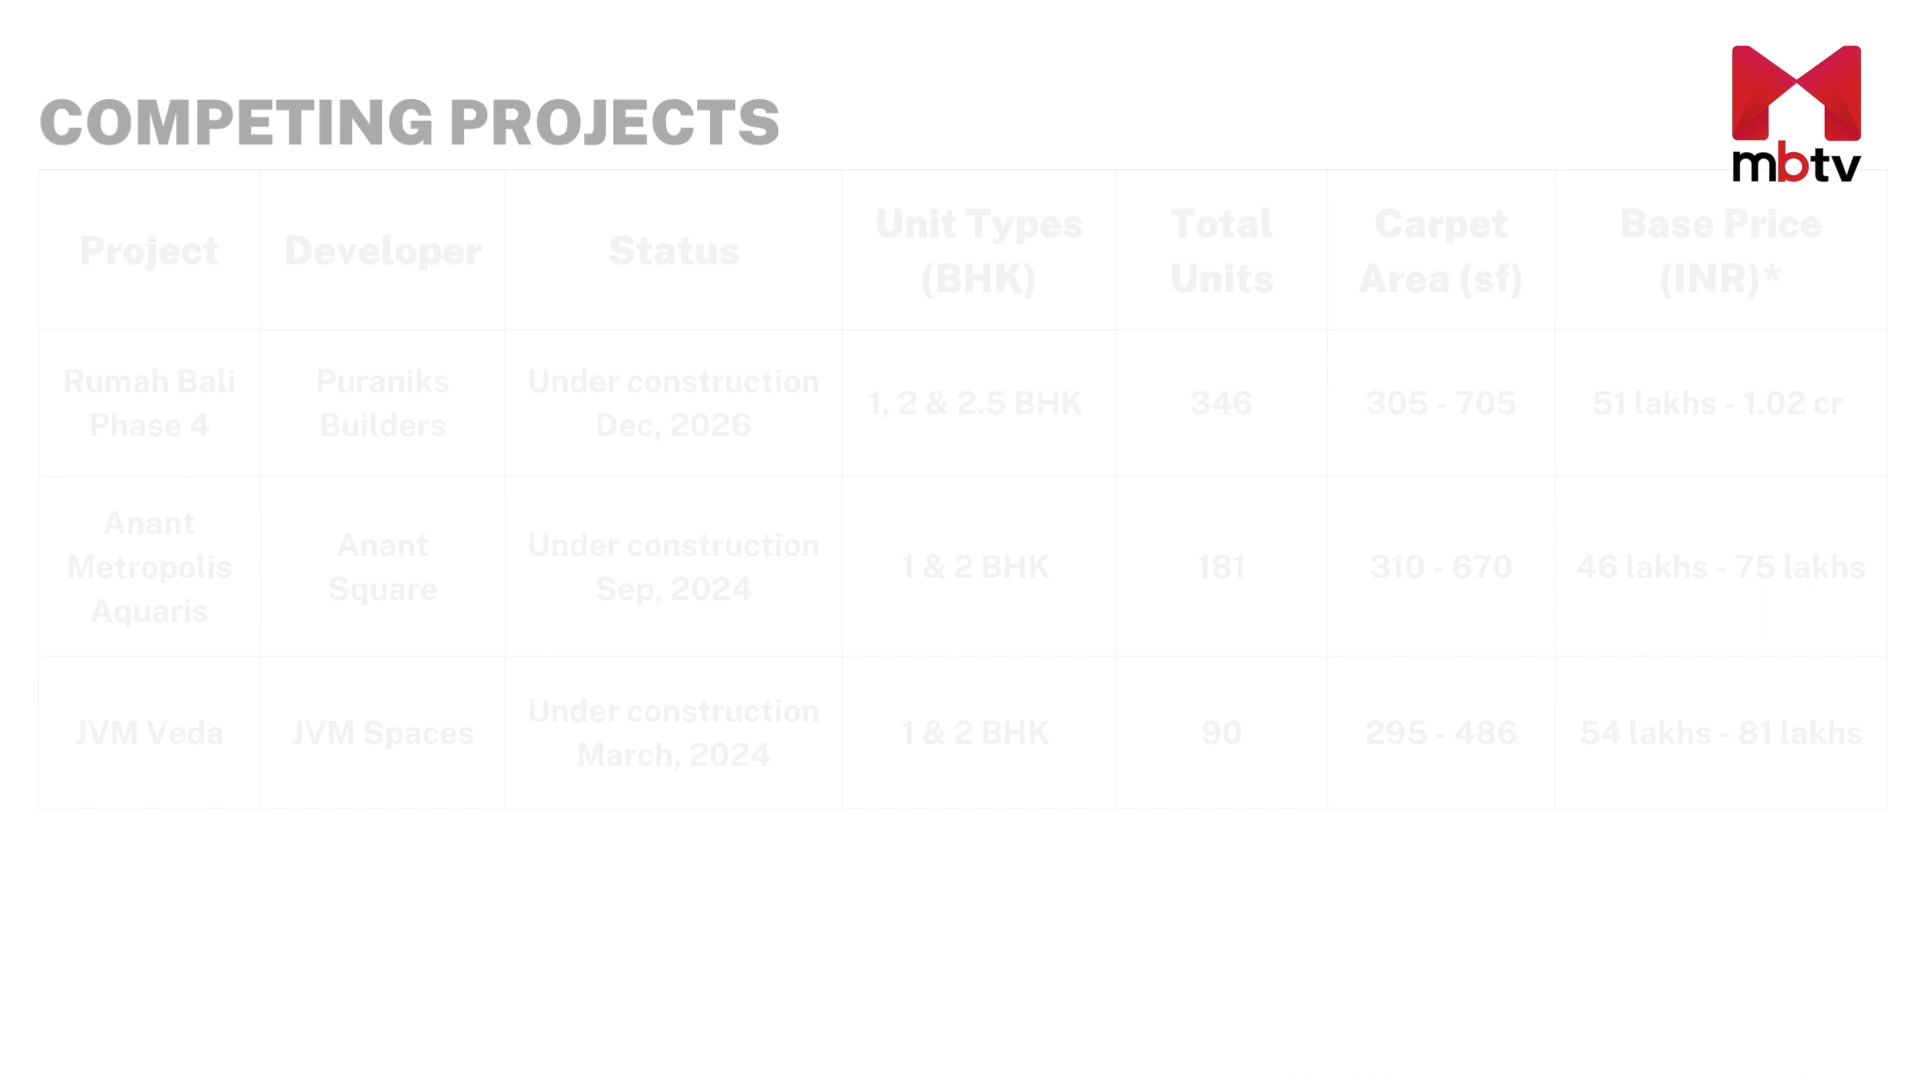 mbtv
COMPETING PROJECTS
Project
Developer
Status
Unit Types
(BHK)
Total
Units
Carpet
Area (sf)
Base Price
(INR)*
Rumah Bali
Phase 4
Puraniks
Builders
Under construction
Dec, 2026
1, 2 & 2.5 BHK
346
305 - 705
51 lakhs - 1.02 cr
Anant
Metropolis
Aquaris
Anant
Square
Under construction
Sep, 2024
1 & 2 BHK
181
310 - 670
46 lakhs - 75 lakhs
JVM Veda
JVM Spaces
Under construction
March, 2024
1 & 2 BHK
90
295 - 486
54 lakhs - 81 lakhs